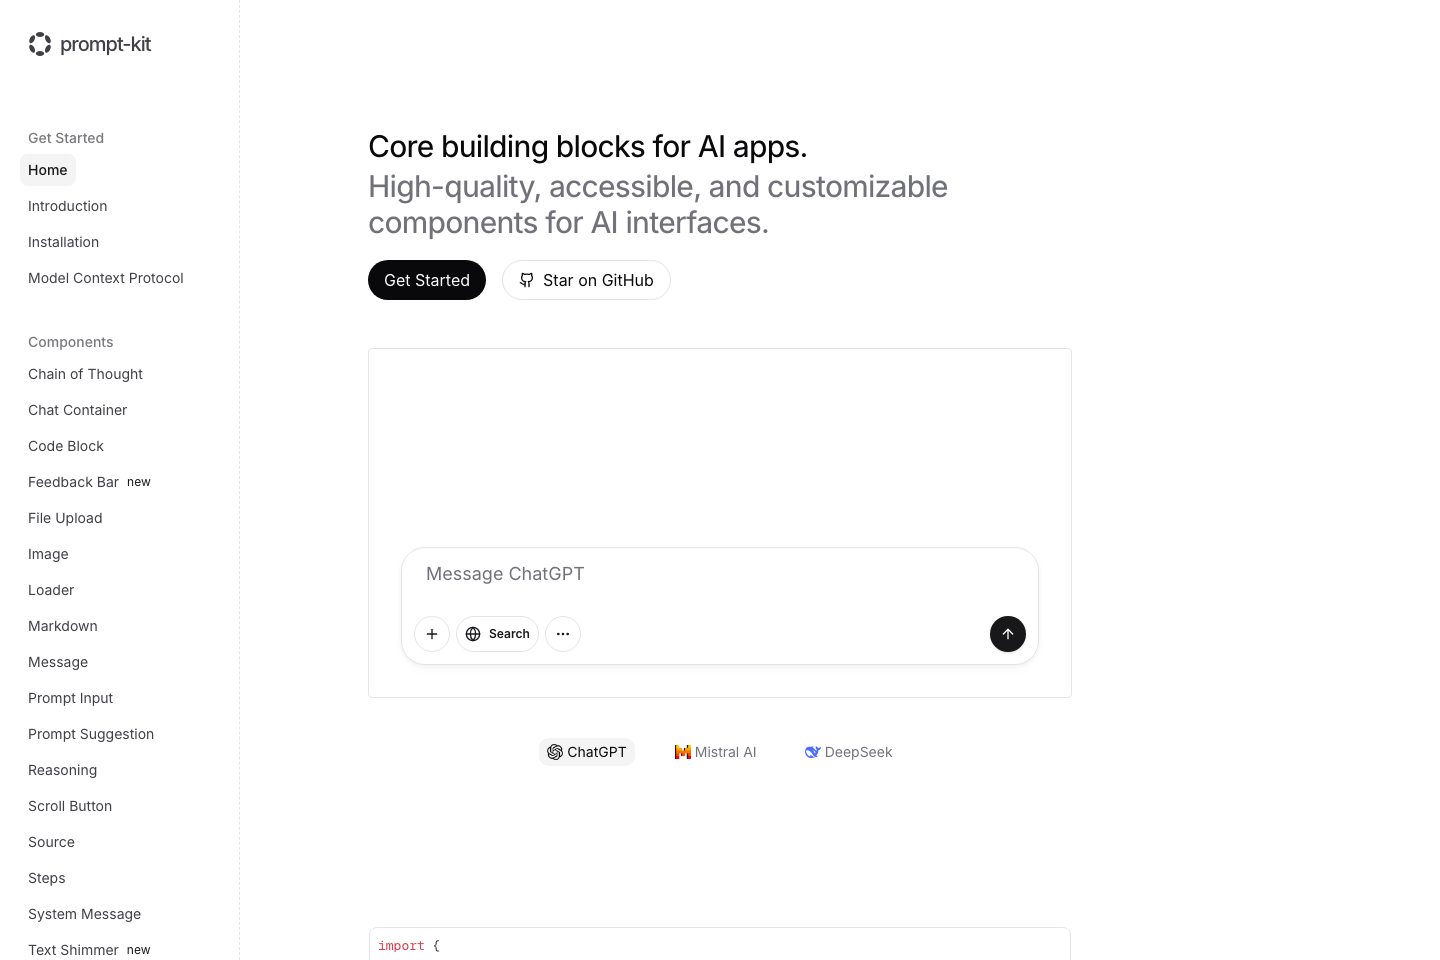 prompt-kit
Get Started
Home
Introduction
Installation
Model Context Protocol
Components
Chain of Thought
Chat Container
Code Block
Feedback Bar new
File Upload
Image
Loader
Markdown
Message
Prompt Input
Prompt Suggestion
Reasoning
Scroll Button
Source
Steps
System Message
Text Shimmer new
Core building blocks for AI apps.
High-quality, accessible, and customizable
components for AI interfaces.
Get Started
Star on GitHub
Message ChatGPT
Search
ChatGPT
Mistral AI
DeepSeek
import {